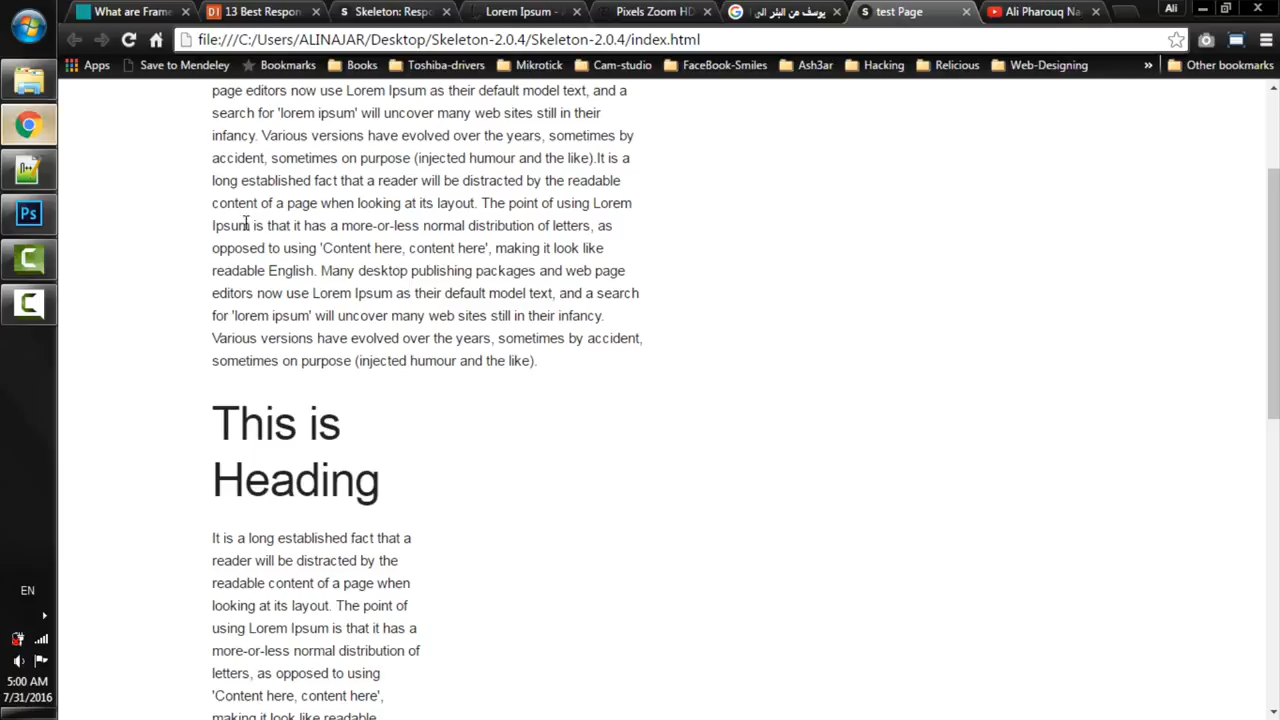 What are Frame
13 Best Respon
Skeleton: Respo
Lorem Ipsum -
Pixels Zoom HD
يوسف من البئر الى
test Page
Ali Pharouq Na
Ali
file:///C:/Users/ALINAJAR/Desktop/Skeleton-2.0.4/Skeleton-2.0.4/index.html
Apps
Save to Mendeley
Bookmarks
Books
Toshiba-drivers
Mikrotick
Cam-studio
FaceBook-Smiles
Ash3ar
Hacking
Relicious
Web-Designing
»
Other bookmarks
page editors now use Lorem Ipsum as their default model text, and a
search for 'lorem ipsum' will uncover many web sites still in their
infancy. Various versions have evolved over the years, sometimes by
accident, sometimes on purpose (injected humour and the like).It is a
long established fact that a reader will be distracted by the readable
content of a page when looking at its layout. The point of using Lorem
Ipsum is that it has a more-or-less normal distribution of letters, as
opposed to using 'Content here, content here', making it look like
readable English. Many desktop publishing packages and web page
editors now use Lorem Ipsum as their default model text, and a search
for 'lorem ipsum' will uncover many web sites still in their infancy.
Various versions have evolved over the years, sometimes by accident,
sometimes on purpose (injected humour and the like).
This is
Heading
It is a long established fact that a
reader will be distracted by the
readable content of a page when
looking at its layout. The point of
using Lorem Ipsum is that it has a
more-or-less normal distribution of
letters, as opposed to using
'Content here, content here',
making it look like readable
Ps
EN
5:00 AM
7/31/2016